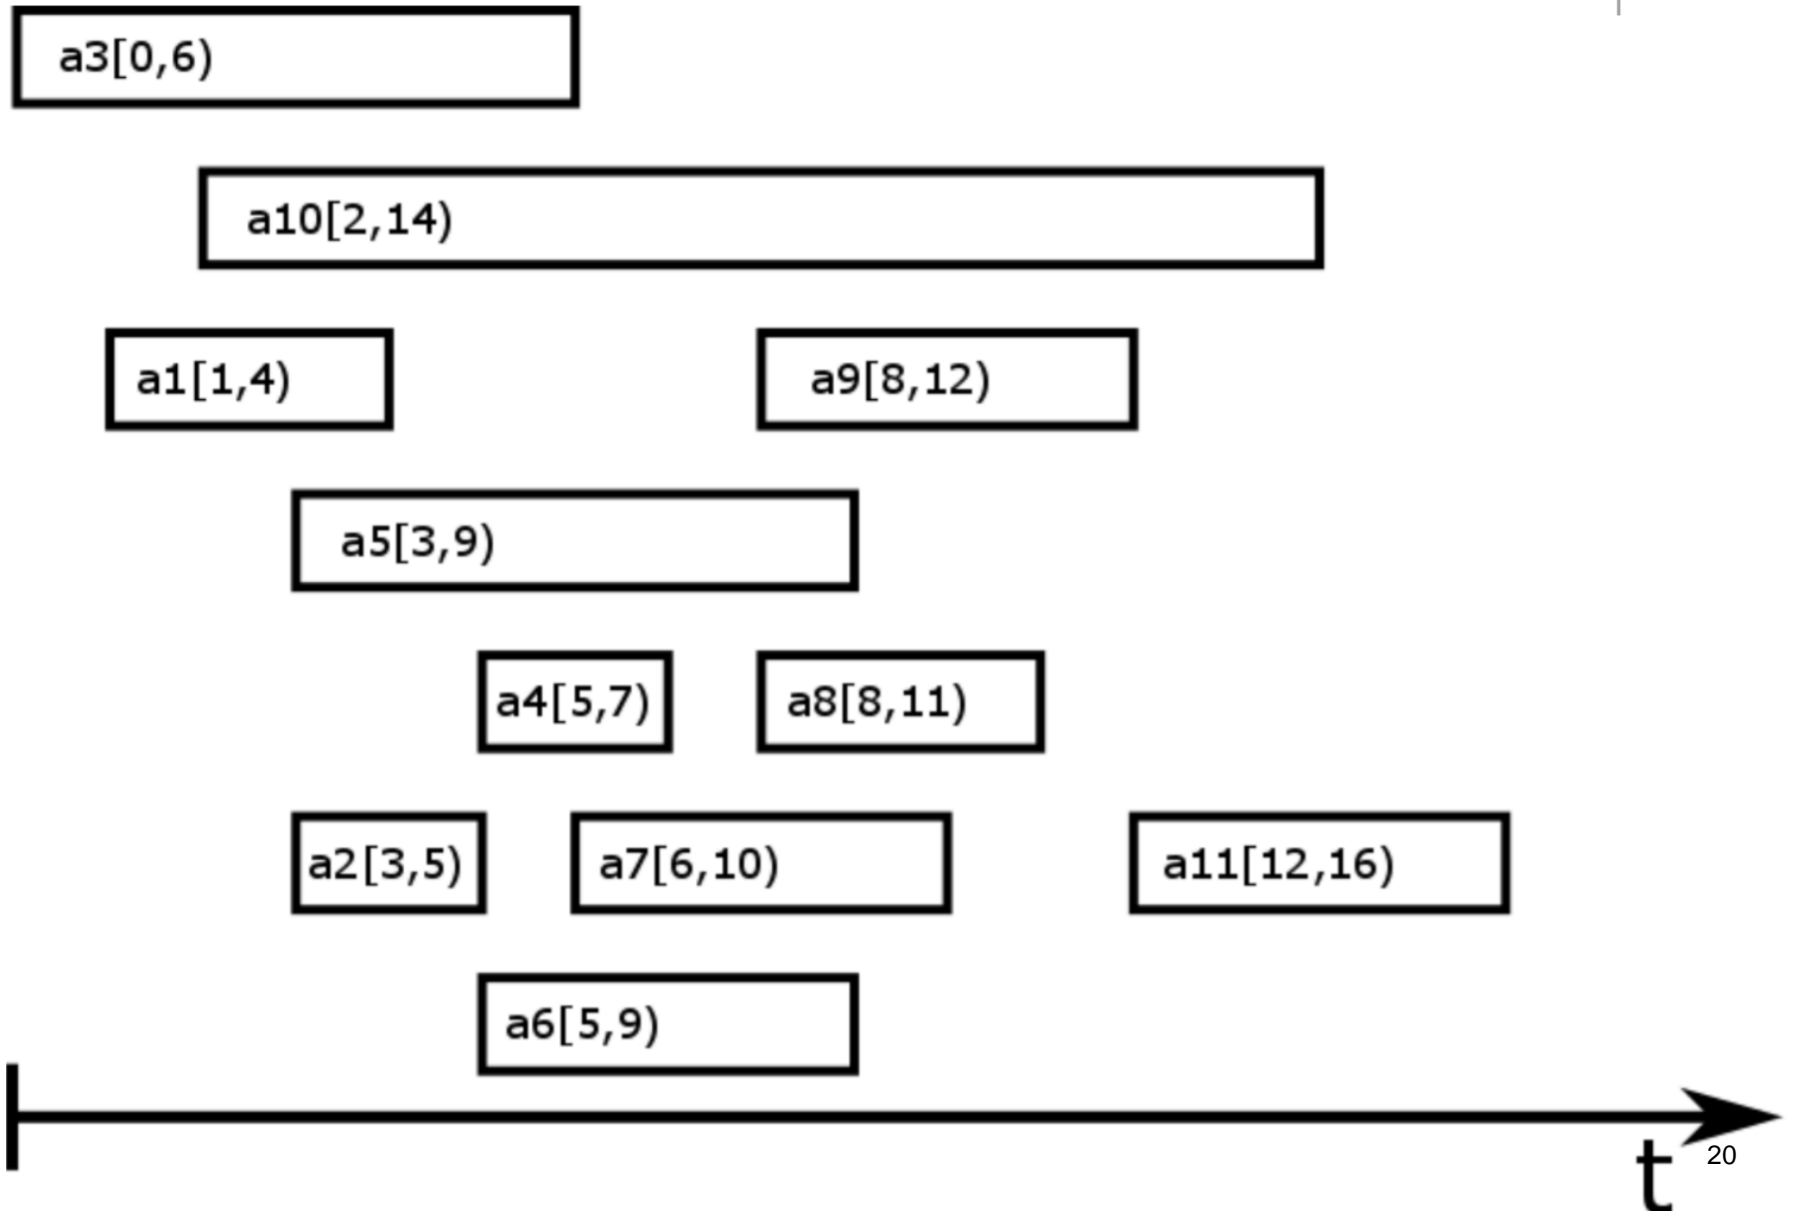 a3[0,6)
a10[2,14)
a1[1,4)
a9[8,12)
a5[3,9)
a4[5,7)
a8[8,11)
a2[3,5)
a7[6,10)
a11[12,16)
a6[5,9)
t
20